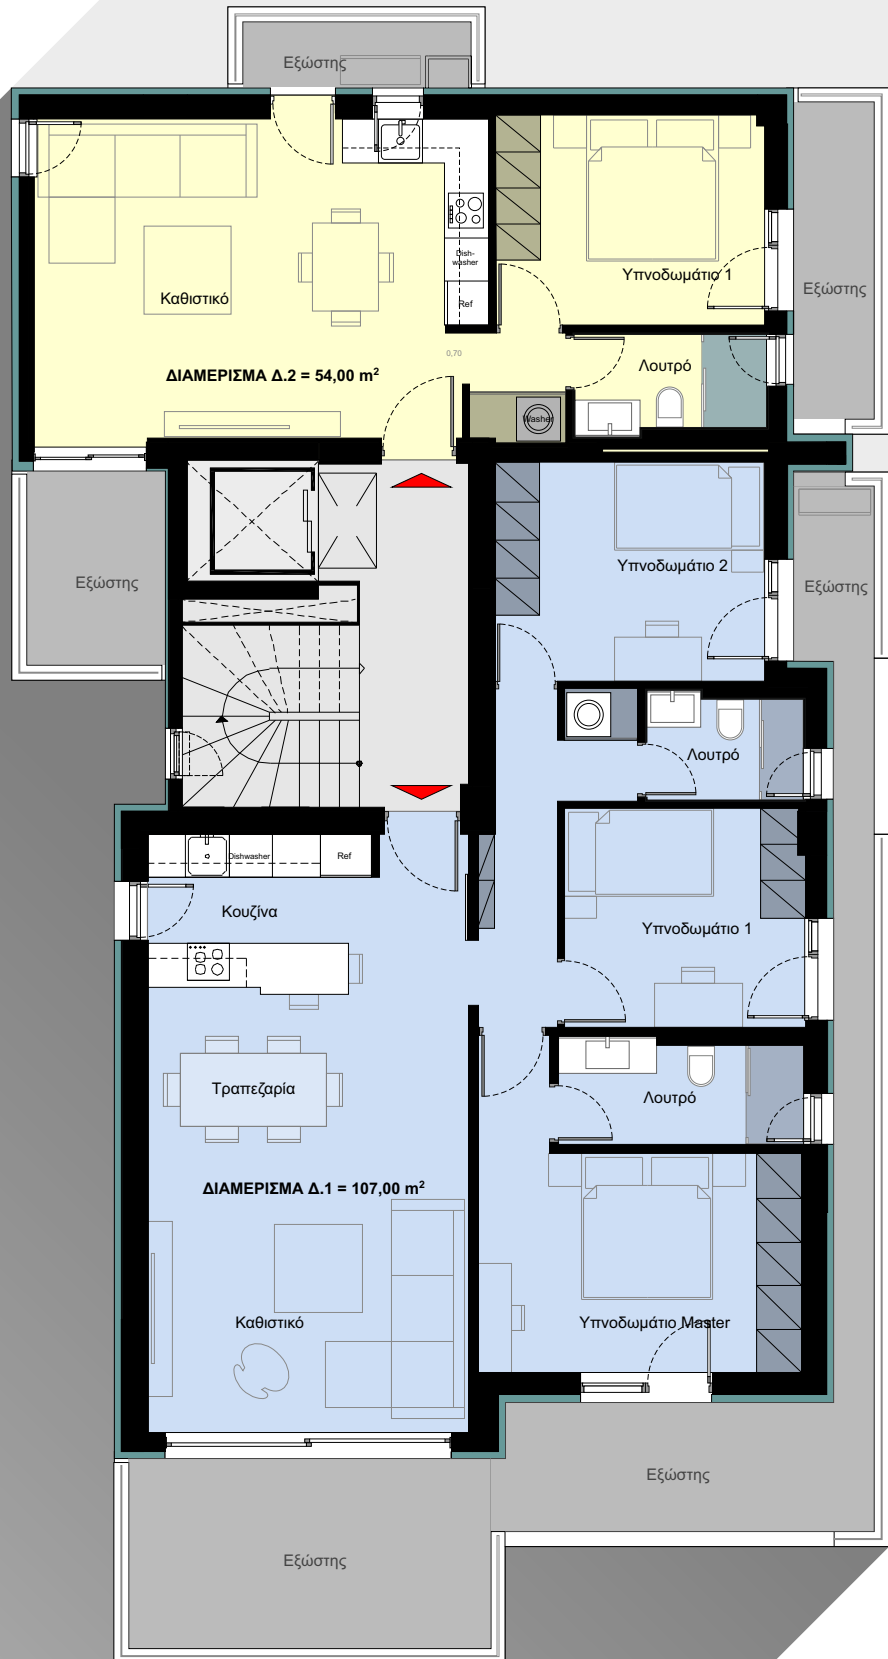 Εξώστης
Υπνοδωμάτιο 1
Dish-
washer
Εξώστης
Καθιστικό
Ref
0,70
Λουτρό
ΔΙΑΜΕΡΙΣΜΑ Δ.2 = 54,00 m²
Washer
Υπνοδωμάτιο 2
Εξώστης
Εξώστης
Λουτρό
Dishwasher
Ref
Κουζίνα
Υπνοδωμάτιο 1
Τραπεζαρία
Λουτρό
ΔΙΑΜΕΡΙΣΜΑ Δ.1 = 107,00 m²
Καθιστικό
Υπνοδωμάτιο Master
Εξώστης
Εξώστης